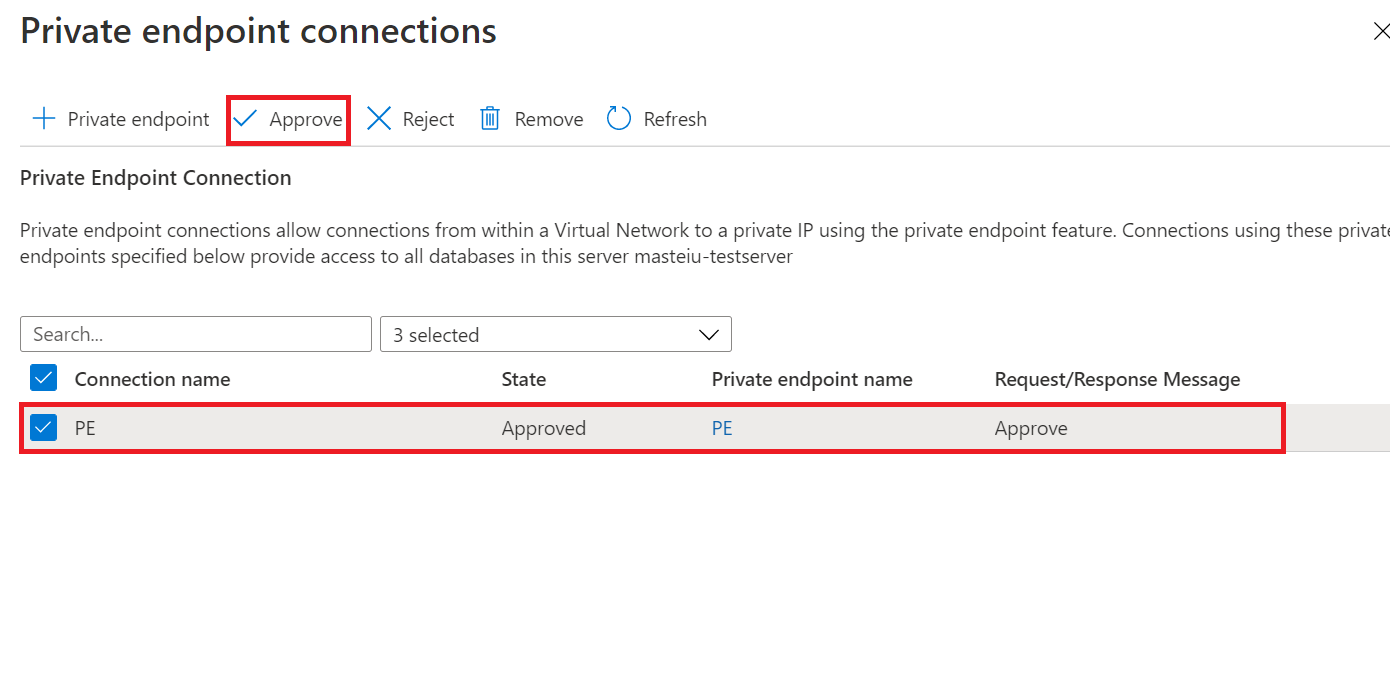 Private endpoint connections
Private endpoint Approve Reject Remove Refresh
Private Endpoint Connection
Private endpoint connections allow connections from within a Virtual Network to a private IP using the private endpoint feature. Connections using these private
endpoints specified below provide access to all databases in this server masteiu-testserver
Search... 3 selected
Connection name State Private endpoint name Request/Response Message
PE Approved PE Approve